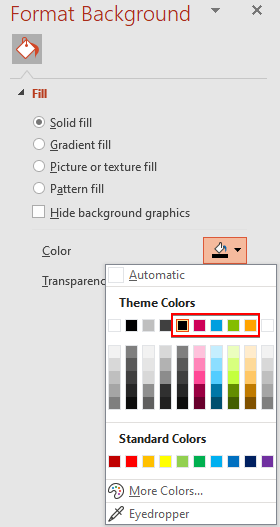 Format Background
Fill
Solid fill
Gradient fill
Picture or texture fill
Pattern fill
Hide background graphics
Color
Transparenc
Automatic
Theme Colors
Standard Colors
More Colors...
Eyedropper